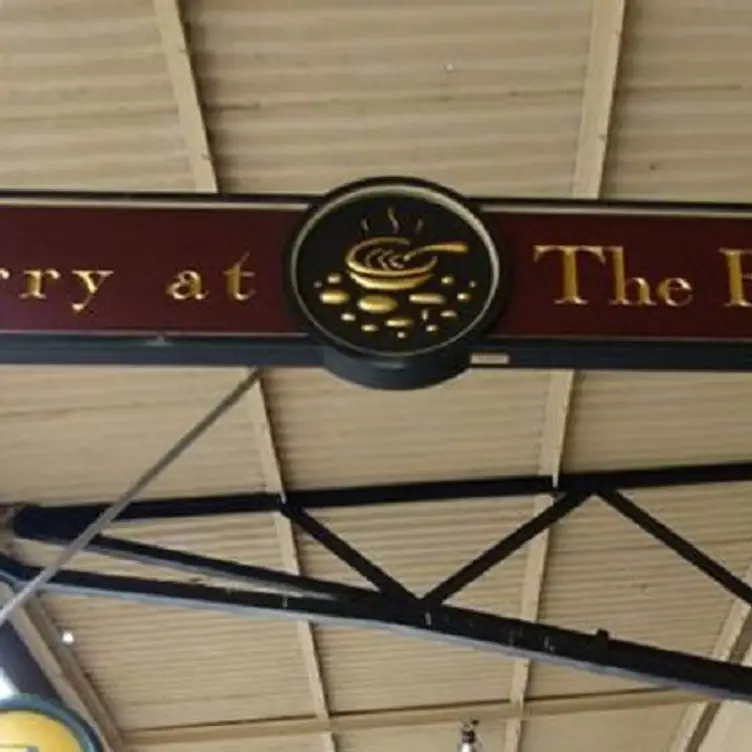 rry at The